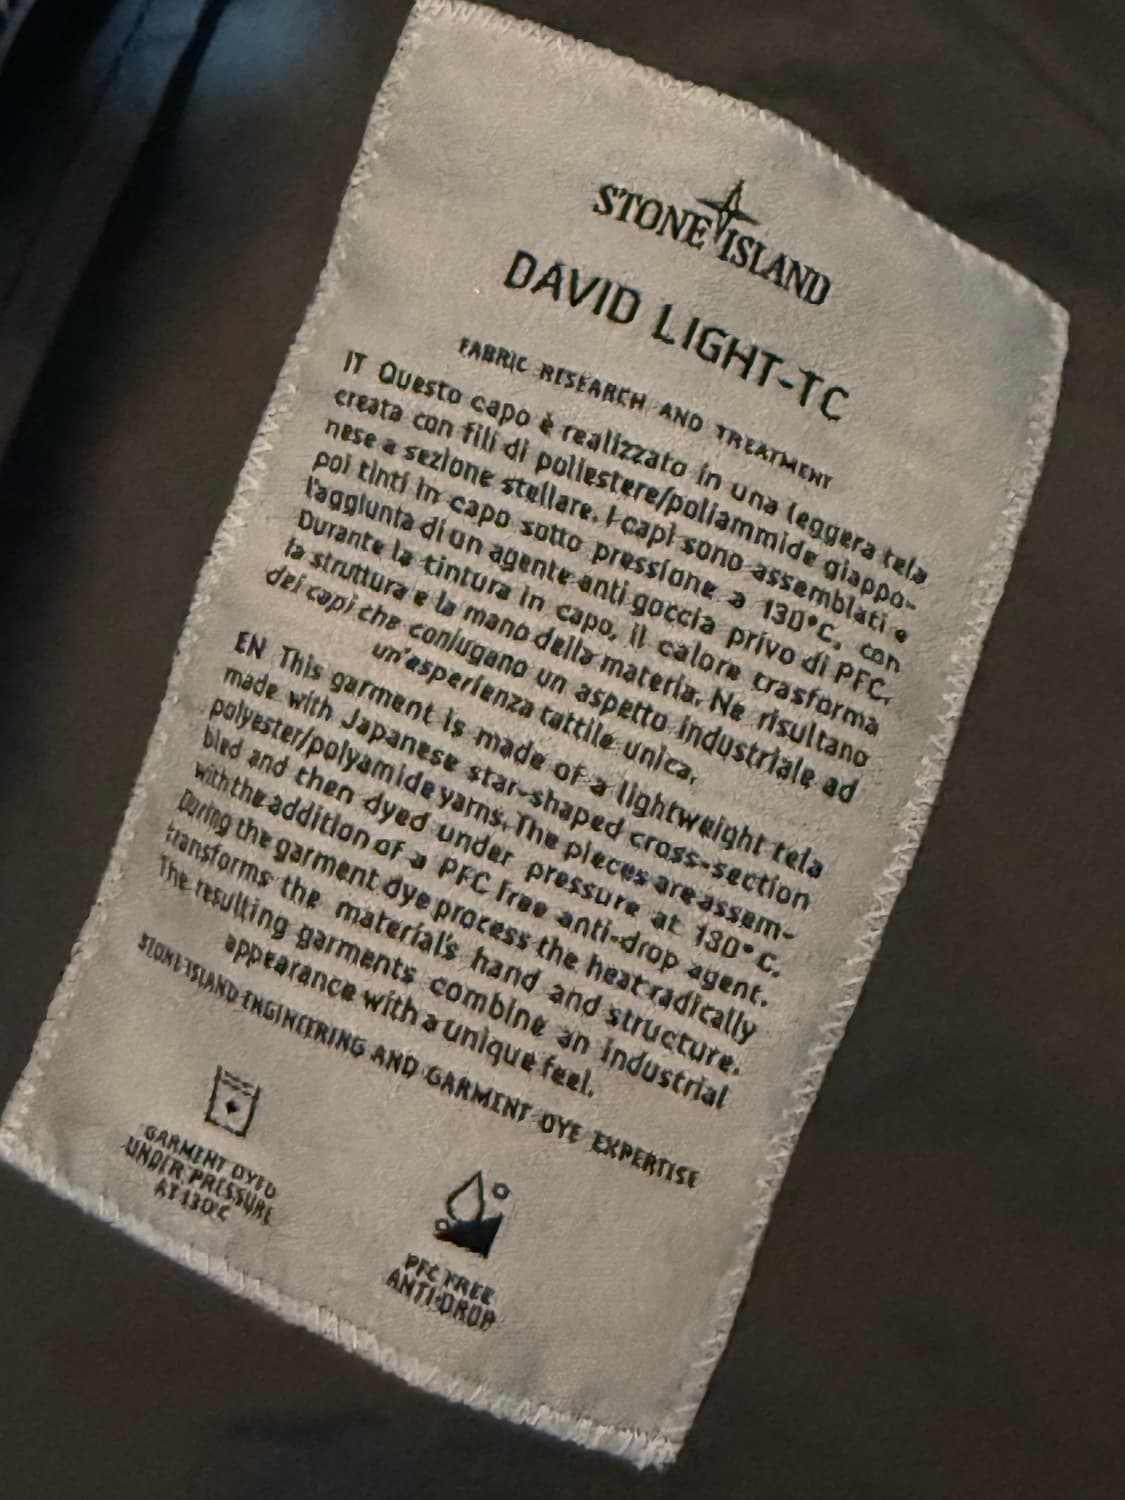 STONE ISLAND
DAVID LIGHT-TC
FABRIC RESEARCH AND TREATMENT
IT Questo capo è realizzato in una leggera tela
creata con fili di poliestere/poliammide giappo-
nese a sezione stellare. I capi sono assemblati e
poi tinti in capo sotto pressione a 130°C, con
l'aggiunta di un agente anti goccia privo di PFC.
Durante la tintura in capo, il calore trasforma
la struttura e la mano della materia. Ne risultano
dei capi che coniugano un aspetto industriale ad
un'esperienza tattile unica.
EN This garment is made of a lightweight tela
made with Japanese star-shaped cross-section
polyester/polyamide yarns. The pieces are assem-
bled and then dyed under pressure at 130°C,
with the addition of a PFC free anti-drop agent.
During the garment dye process the heat radically
transforms the material's hand and structure.
The resulting garments combine an industrial
appearance with a unique feel.
STONE ISLAND ENGINEERING AND GARMENT DYE EXPERTISE
GARMENT DYED
UNDER PRESSURE
AT 130°C
PFC FREE
ANTI-DROP